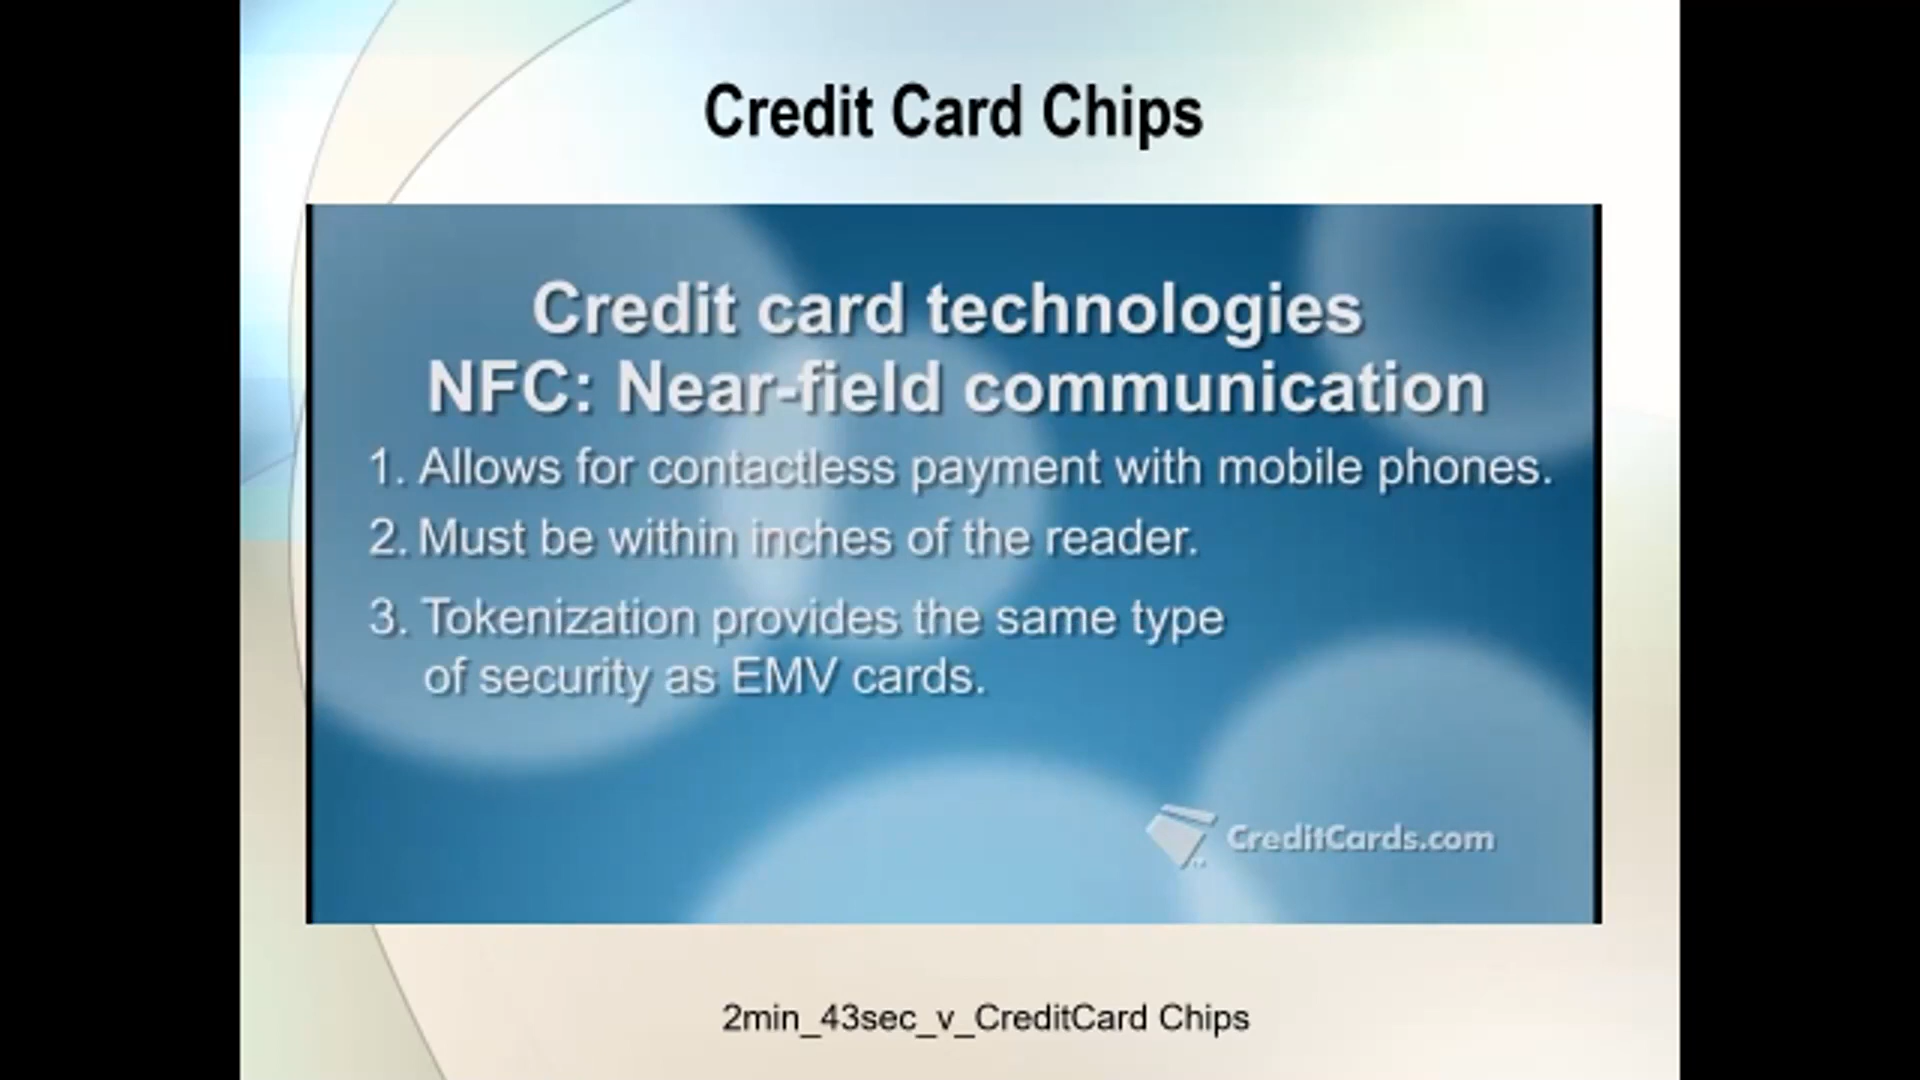 Credit Card Chips
Credit card technologies
NFC: Near-field communication
1. Allows for contactless payment with mobile phones.
2. Must be within inches of the reader.
3. Tokenization provides the same type
of security as EMV cards.
CreditCards.com
2min_43sec_v_CreditCard Chips